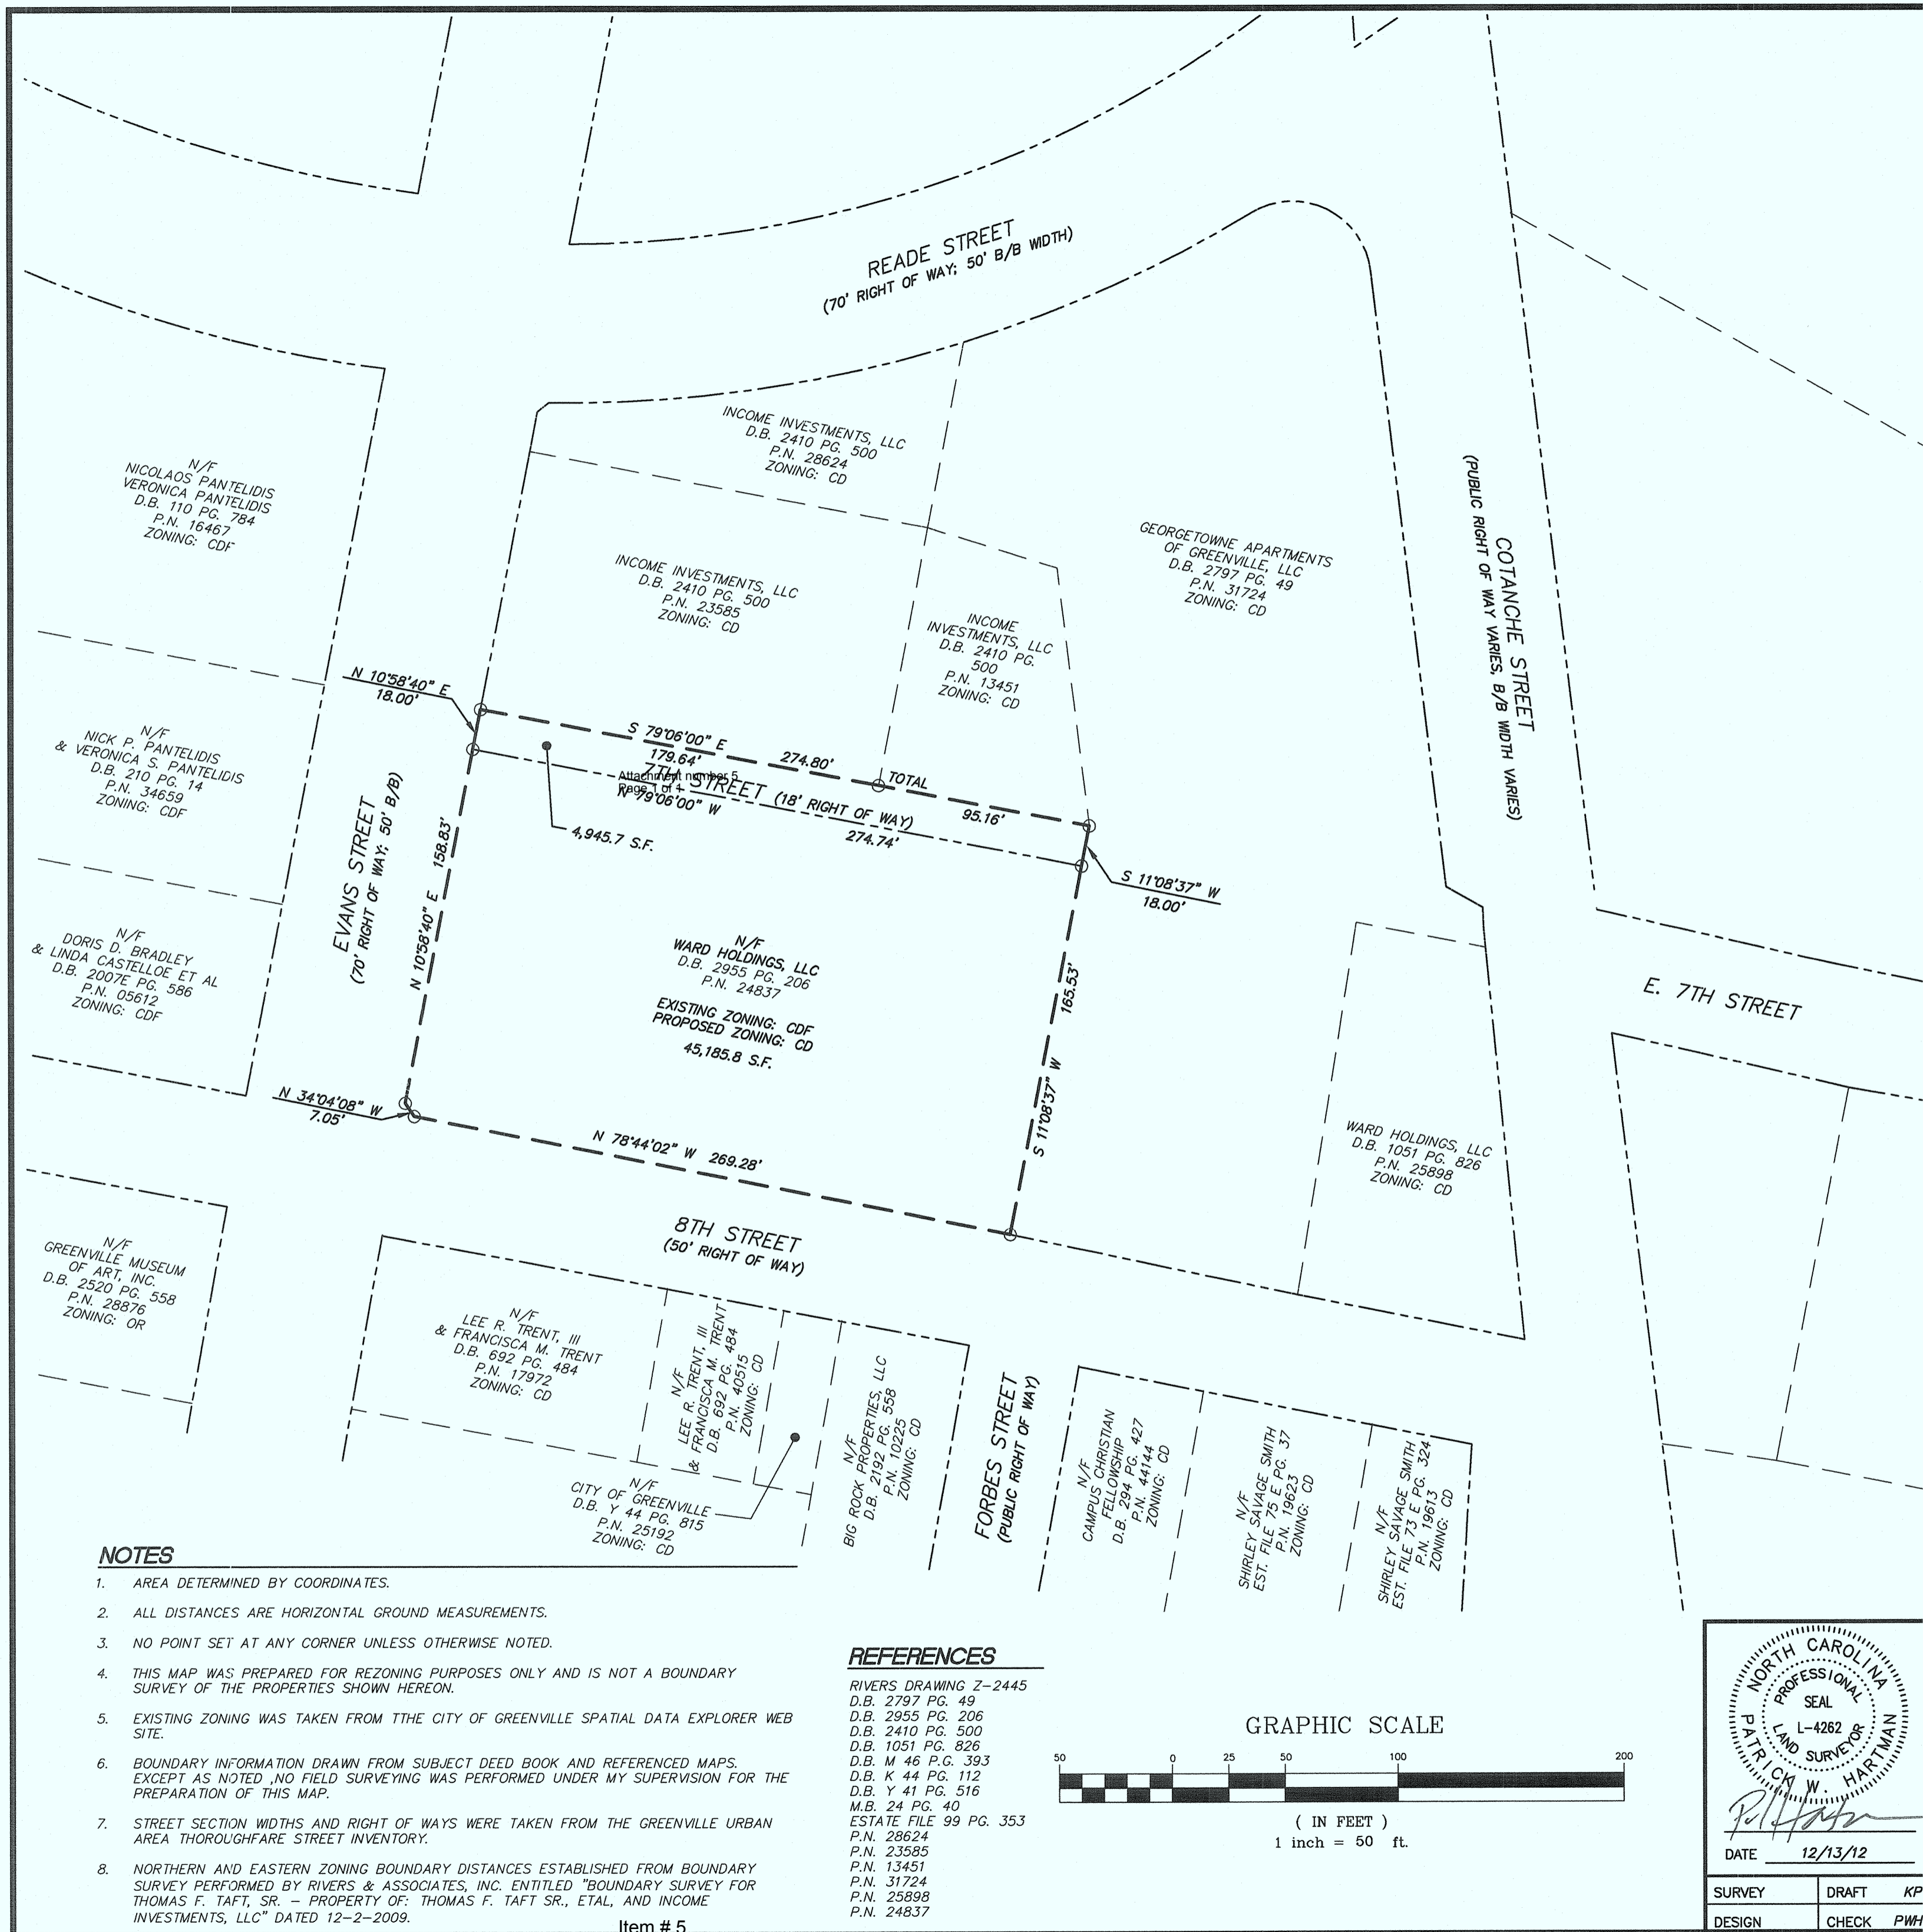 READE STREET
(70' RIGHT OF WAY; 50' B/B WIDTH)
INCOME INVESTMENTS, LLC
D.B. 2410 PG. 500
P.N. 28624
ZONING: CD
N/F
NICOLAOS PANTELIDIS
VERONICA PANTELIDIS
D.B. 110 PG. 784
P.N. 16467
ZONING: CDF
INCOME INVESTMENTS, LLC
D.B. 2410 PG. 500
P.N. 23585
ZONING: CD
INCOME
INVESTMENTS, LLC
D.B. 2410 PG.
500
P.N. 13451
ZONING: CD
GEORGETOWNE APARTMENTS
OF GREENVILLE, LLC
D.B. 2797 PG. 49
P.N. 31724
ZONING: CD
COTANCHE STREET
(PUBLIC RIGHT OF WAY VARIES, B/B WIDTH VARIES)
N 10°58'40" E
18.00'
N/F
NICK P. PANTELIDIS
& VERONICA S. PANTELIDIS
D.B. 210 PG. 14
P.N. 34659
ZONING: CDF
S 79°06'00" E
179.64'
274.80'
TOTAL
95.16'
Attachment number 5
Page 1 of 1
7TH STREET (18' RIGHT OF WAY)
N 79°06'00" W
274.74'
4,945.7 S.F.
S 11°08'37" W
18.00'
EVANS STREET
(70' RIGHT OF WAY; 50' B/B)
N 10°58'40" E 158.83'
N/F
DORIS D. BRADLEY
& LINDA CASTELLOE ET AL
D.B. 2007E PG. 586
P.N. 05612
ZONING: CDF
N/F
WARD HOLDINGS, LLC
D.B. 2955 PG. 206
P.N. 24837
EXISTING ZONING: CDF
PROPOSED ZONING: CD
45,185.8 S.F.
S 11°08'37" W 165.53'
E. 7TH STREET
N 34°04'08" W
7.05'
N 78°44'02" W 269.28'
WARD HOLDINGS, LLC
D.B. 1051 PG. 826
P.N. 25898
ZONING: CD
8TH STREET
(50' RIGHT OF WAY)
N/F
GREENVILLE MUSEUM
OF ART, INC.
D.B. 2520 PG. 558
P.N. 28876
ZONING: OR
N/F
LEE R. TRENT, III
& FRANCISCA M. TRENT
D.B. 692 PG. 484
P.N. 17972
ZONING: CD
N/F
LEE R. TRENT, III
& FRANCISCA M. TRENT
D.B. 692 PG. 484
P.N. 40515
ZONING: CD
N/F
CITY OF GREENVILLE
D.B. Y 44 PG. 815
P.N. 25192
ZONING: CD
N/F
BIG ROCK PROPERTIES, LLC
D.B. 2192 PG. 558
P.N. 10225
ZONING: CD
FORBES STREET
(PUBLIC RIGHT OF WAY)
N/F
CAMPUS CHRISTIAN
FELLOWSHIP
D.B. 294 PG. 427
P.N. 44144
ZONING: CD
N/F
SHIRLEY SAVAGE SMITH
EST. FILE 75 E PG. 37
P.N. 19623
ZONING: CD
N/F
SHIRLEY SAVAGE SMITH
EST. FILE 73 E PG. 324
P.N. 19613
ZONING: CD
NOTES
1. AREA DETERMINED BY COORDINATES.
2. ALL DISTANCES ARE HORIZONTAL GROUND MEASUREMENTS.
3. NO POINT SET AT ANY CORNER UNLESS OTHERWISE NOTED.
4. THIS MAP WAS PREPARED FOR REZONING PURPOSES ONLY AND IS NOT A BOUNDARY
SURVEY OF THE PROPERTIES SHOWN HEREON.
5. EXISTING ZONING WAS TAKEN FROM TTHE CITY OF GREENVILLE SPATIAL DATA EXPLORER WEB
SITE.
6. BOUNDARY INFORMATION DRAWN FROM SUBJECT DEED BOOK AND REFERENCED MAPS.
EXCEPT AS NOTED ,NO FIELD SURVEYING WAS PERFORMED UNDER MY SUPERVISION FOR THE
PREPARATION OF THIS MAP.
7. STREET SECTION WIDTHS AND RIGHT OF WAYS WERE TAKEN FROM THE GREENVILLE URBAN
AREA THOROUGHFARE STREET INVENTORY.
8. NORTHERN AND EASTERN ZONING BOUNDARY DISTANCES ESTABLISHED FROM BOUNDARY
SURVEY PERFORMED BY RIVERS & ASSOCIATES, INC. ENTITLED "BOUNDARY SURVEY FOR
THOMAS F. TAFT, SR. – PROPERTY OF: THOMAS F. TAFT SR., ETAL, AND INCOME
INVESTMENTS, LLC" DATED 12-2-2009.
Item # 5
REFERENCES
RIVERS DRAWING Z-2445
D.B. 2797 PG. 49
D.B. 2955 PG. 206
D.B. 2410 PG. 500
D.B. 1051 PG. 826
D.B. M 46 P.G. 393
D.B. K 44 PG. 112
D.B. Y 41 PG. 516
M.B. 24 PG. 40
ESTATE FILE 99 PG. 353
P.N. 28624
P.N. 23585
P.N. 13451
P.N. 31724
P.N. 25898
P.N. 24837
GRAPHIC SCALE
50 0 25 50 100 200
( IN FEET )
1 inch = 50 ft.
NORTH CAROLINA
PROFESSIONAL
SEAL
L-4262
LAND SURVEYOR
PATRICK W. HARTMAN
DATE 12/13/12
SURVEY DRAFT KP
DESIGN CHECK PWH